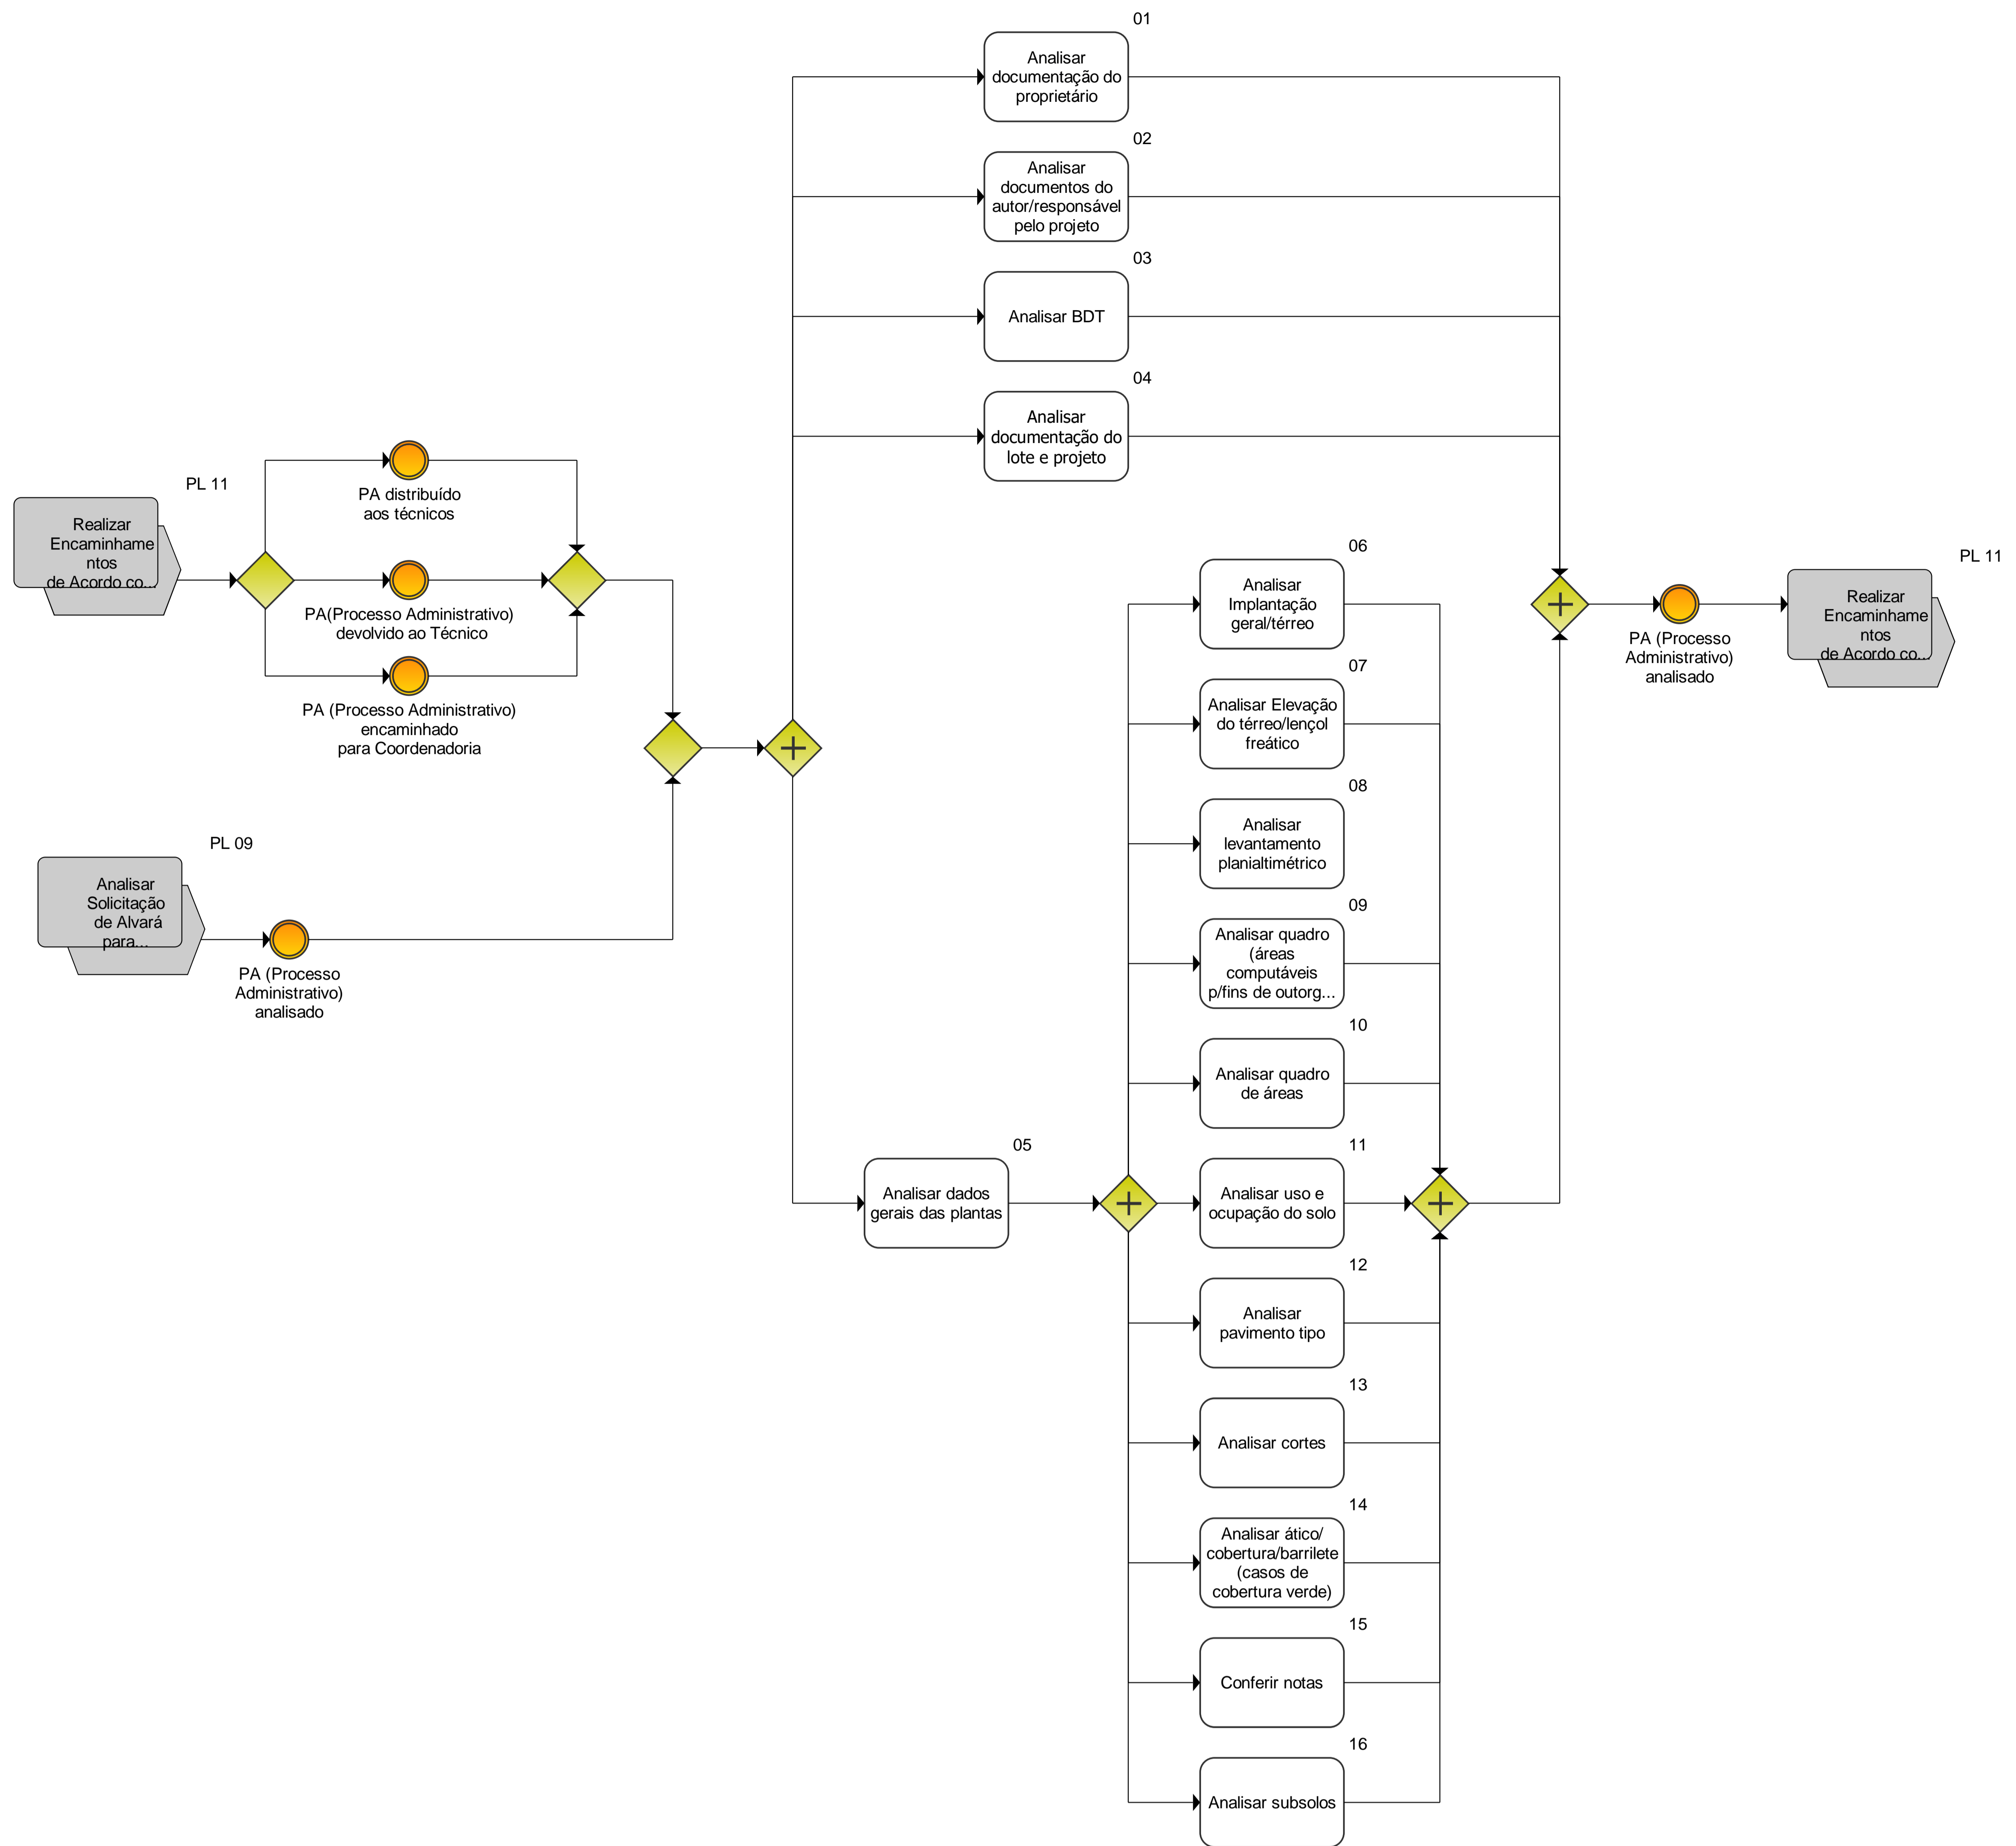 01
Analisar
documentação do
proprietário
02
Analisar
documentos do
autor/responsável
pelo projeto
03
Analisar BDT
04
Analisar
documentação do
lote e projeto
PL 11
Realizar
Encaminhame
ntos
de Acordo co...
PA distribuído
aos técnicos
PA(Processo Administrativo)
devolvido ao Técnico
PA (Processo Administrativo)
encaminhado
para Coordenadoria
PL 09
Analisar
Solicitação
de Alvará
para...
PA (Processo
Administrativo)
analisado
05
Analisar dados
gerais das plantas
06
Analisar
Implantação
geral/térreo
07
Analisar Elevação
do térreo/lençol
freático
08
Analisar
levantamento
planialtimétrico
09
Analisar quadro
(áreas
computáveis
p/fins de outorg...
10
Analisar quadro
de áreas
11
Analisar uso e
ocupação do solo
12
Analisar
pavimento tipo
13
Analisar cortes
14
Analisar ático/
cobertura/barrilete
(casos de
cobertura verde)
15
Conferir notas
16
Analisar subsolos
PA (Processo
Administrativo)
analisado
PL 11
Realizar
Encaminhame
ntos
de Acordo co...